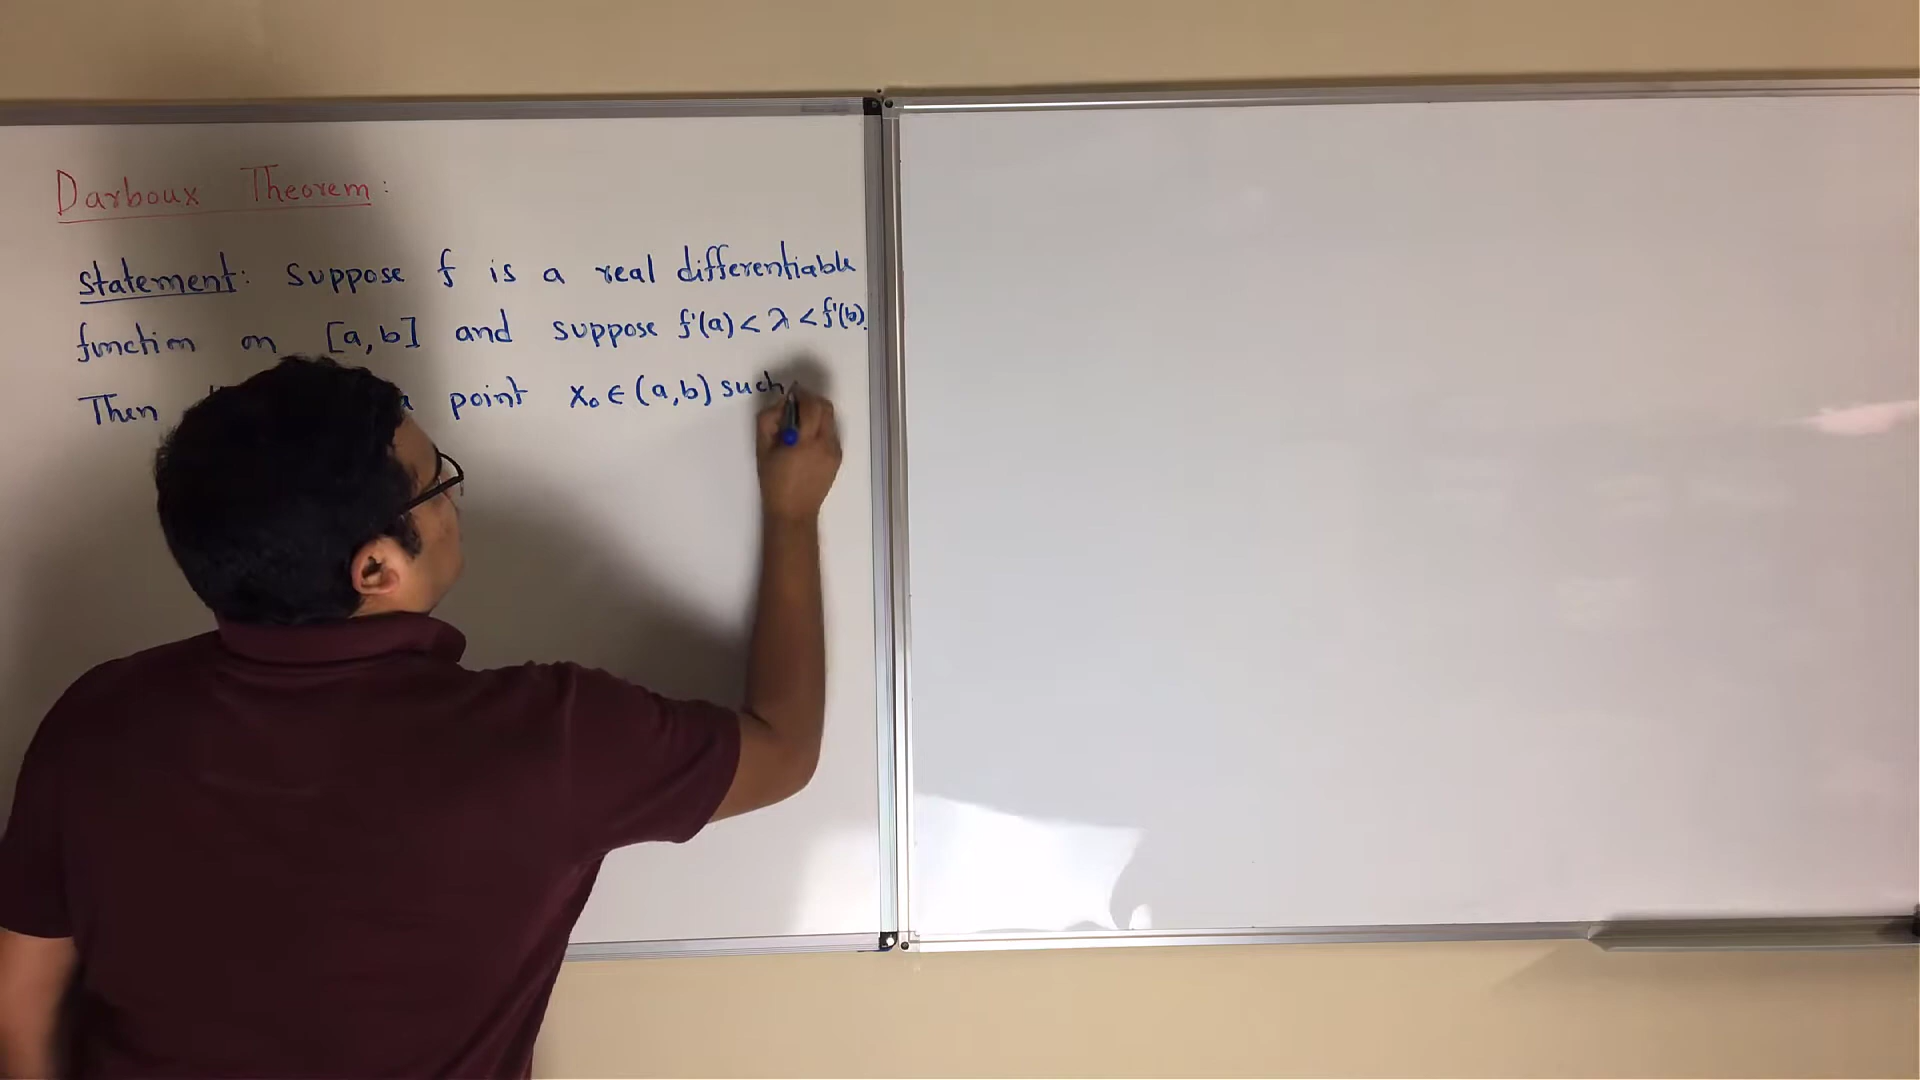 Darboux Theorem:
Statement: Suppose f is a real differentiable
function on [a,b] and suppose f'(a) < λ < f'(b).
Then a point x₀ ∈ (a,b) such